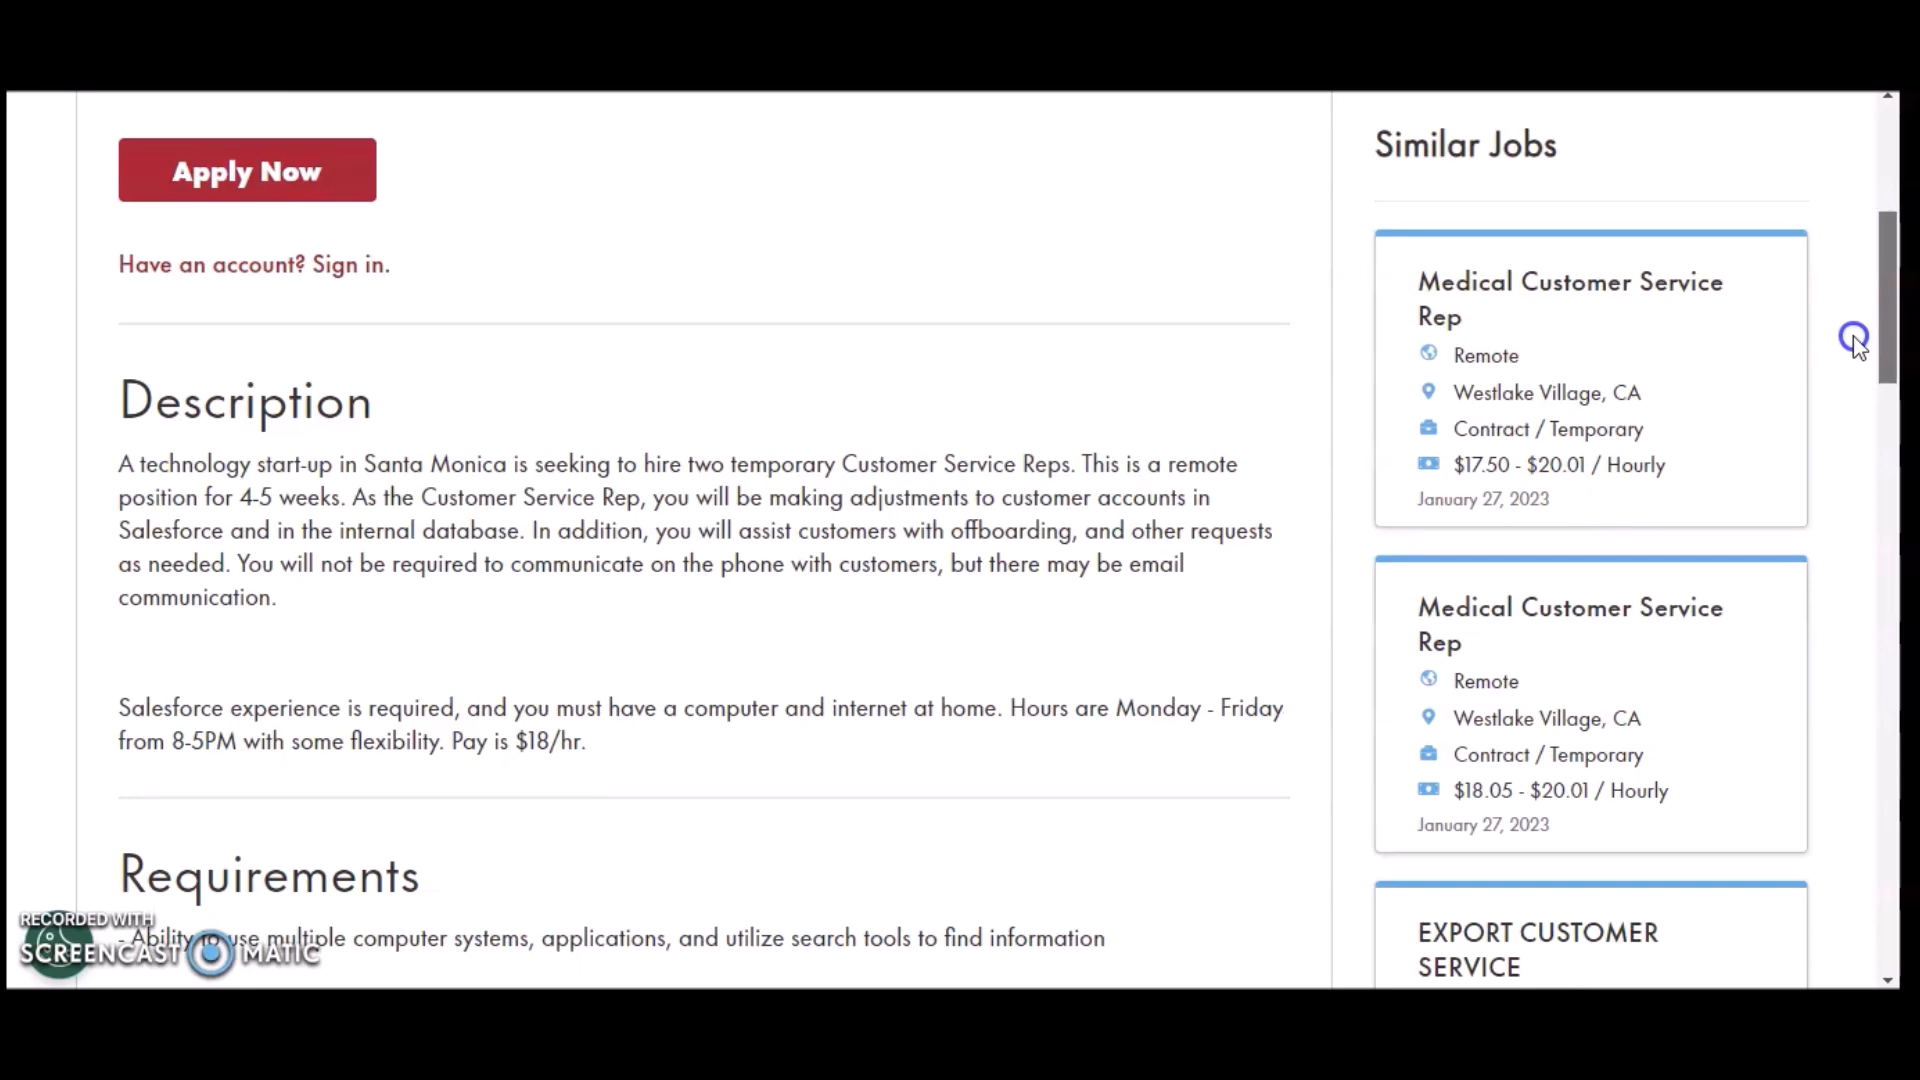 Apply Now
Have an account? Sign in.
Description
A technology start-up in Santa Monica is seeking to hire two temporary Customer Service Reps. This is a remote
position for 4-5 weeks. As the Customer Service Rep, you will be making adjustments to customer accounts in
Salesforce and in the internal database. In addition, you will assist customers with offboarding, and other requests
as needed. You will not be required to communicate on the phone with customers, but there may be email
communication.
Salesforce experience is required, and you must have a computer and internet at home. Hours are Monday - Friday
from 8-5PM with some flexibility. Pay is $18/hr.
Requirements
- Ability to use multiple computer systems, applications, and utilize search tools to find information
RECORDED WITH
SCREENCAST MATIC
Similar Jobs
Medical Customer Service
Rep
Remote
Westlake Village, CA
Contract / Temporary
$17.50 - $20.01 / Hourly
January 27, 2023
Medical Customer Service
Rep
Remote
Westlake Village, CA
Contract / Temporary
$18.05 - $20.01 / Hourly
January 27, 2023
EXPORT CUSTOMER
SERVICE